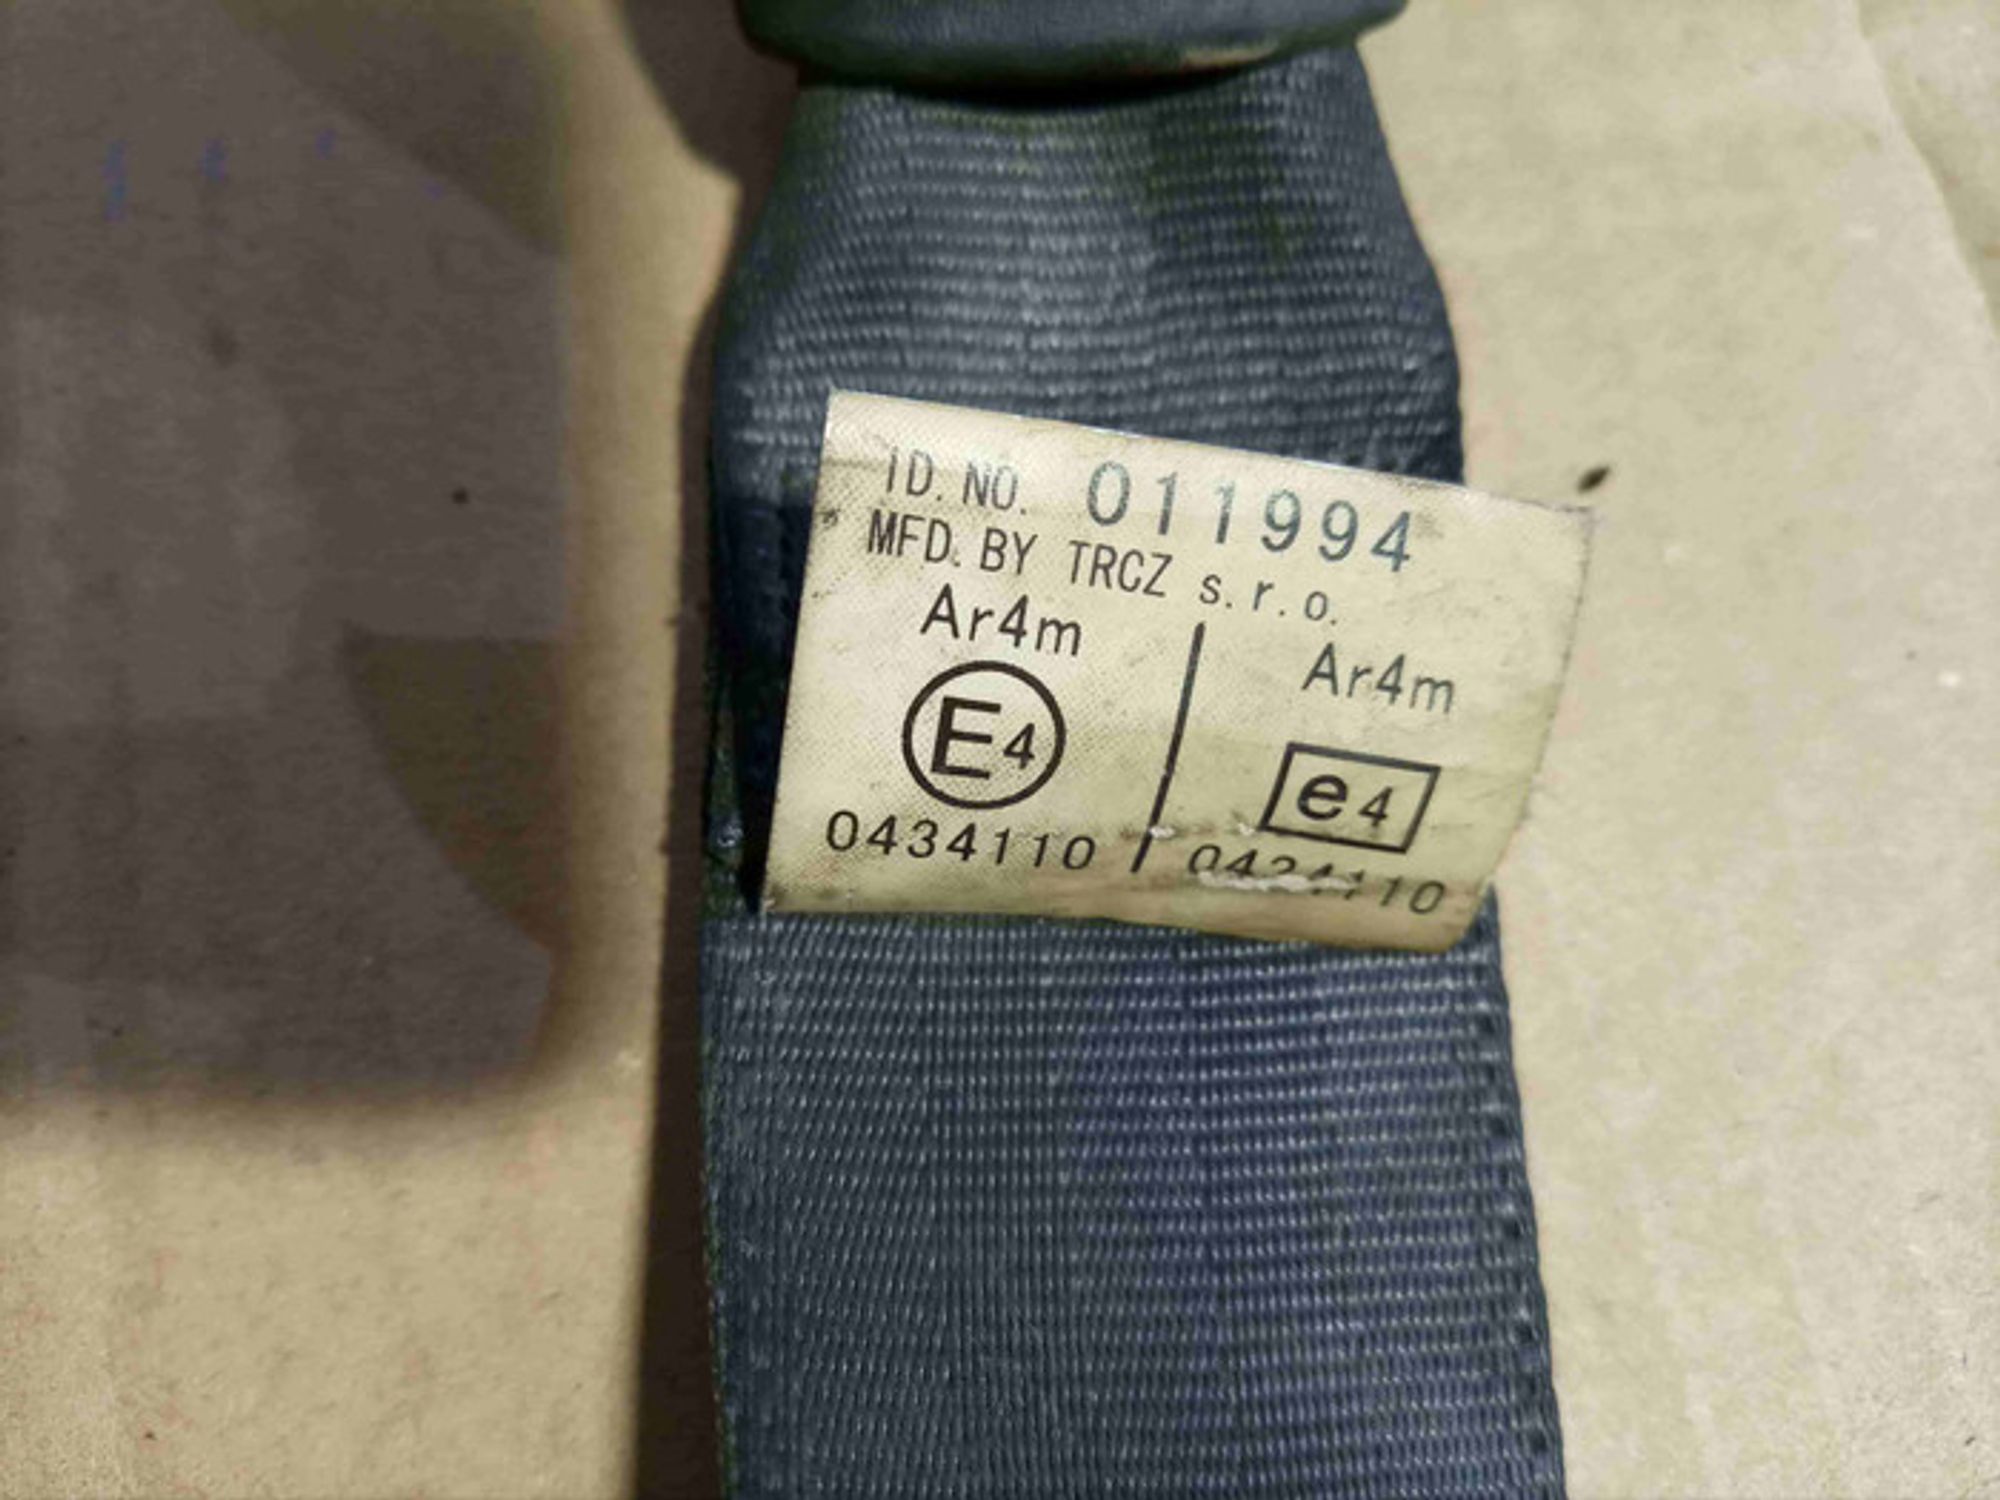 ID. NO. 011994
MFD. BY TRCZ s.r.o.
Ar4m
E4
0434110
Ar4m
e4